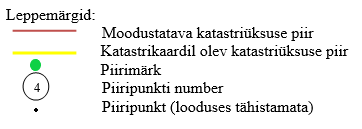 Leppemärgid:
Moodustatava katastriüksuse piir
Katastrikaardil olev katastriüksuse piir
Piirimärk
4 Piiripunkti number
Piiripunkt (looduses tähistamata)